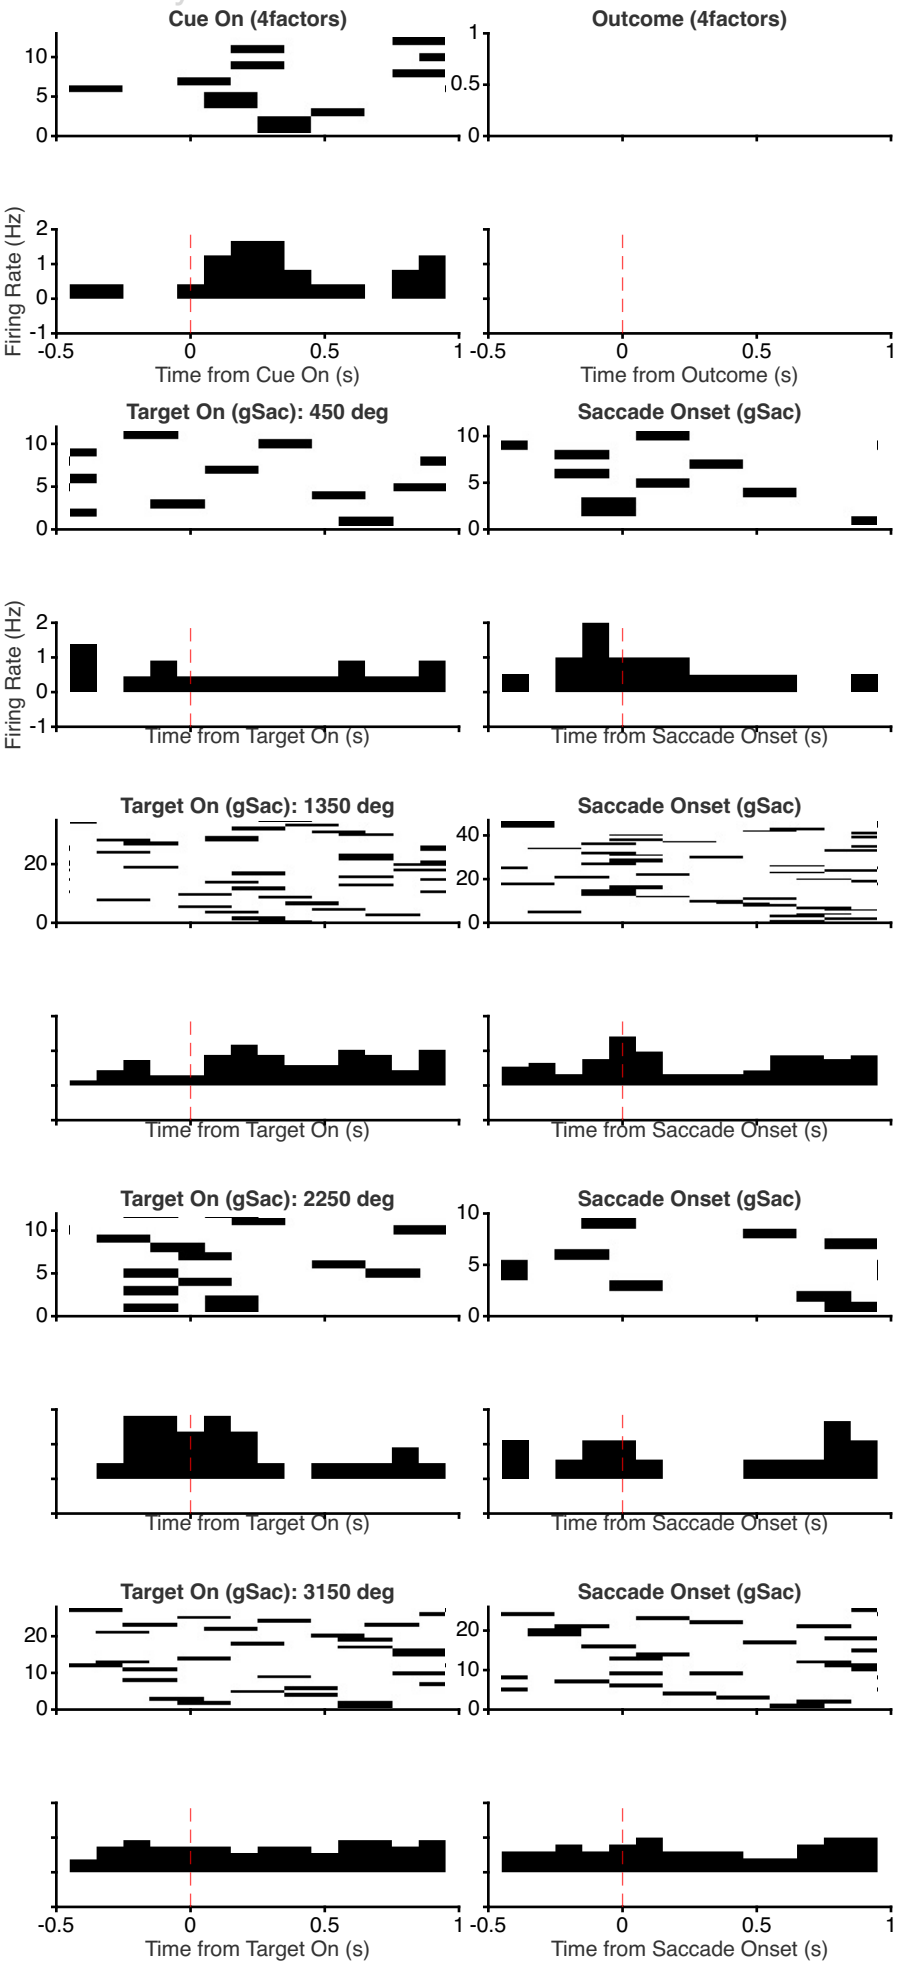 Cue On (4factors) Outcome (4factors)
10
5
0
1
0.5
0
Firing Rate (Hz)
2
1
0
-1
-0.5 0 0.5 1 -0.5 0 0.5 1
Time from Cue On (s) Time from Outcome (s)
Target On (gSac): 450 deg Saccade Onset (gSac)
10
5
0
10
5
0
Firing Rate (Hz)
2
1
0
-1
Time from Target On (s) Time from Saccade Onset (s)
Target On (gSac): 1350 deg Saccade Onset (gSac)
20
0
40
20
0
Time from Target On (s) Time from Saccade Onset (s)
Target On (gSac): 2250 deg Saccade Onset (gSac)
10
5
0
10
5
0
Time from Target On (s) Time from Saccade Onset (s)
Target On (gSac): 3150 deg Saccade Onset (gSac)
20
10
0
20
10
0
-0.5 0 0.5 1 -0.5 0 0.5 1
Time from Target On (s) Time from Saccade Onset (s)